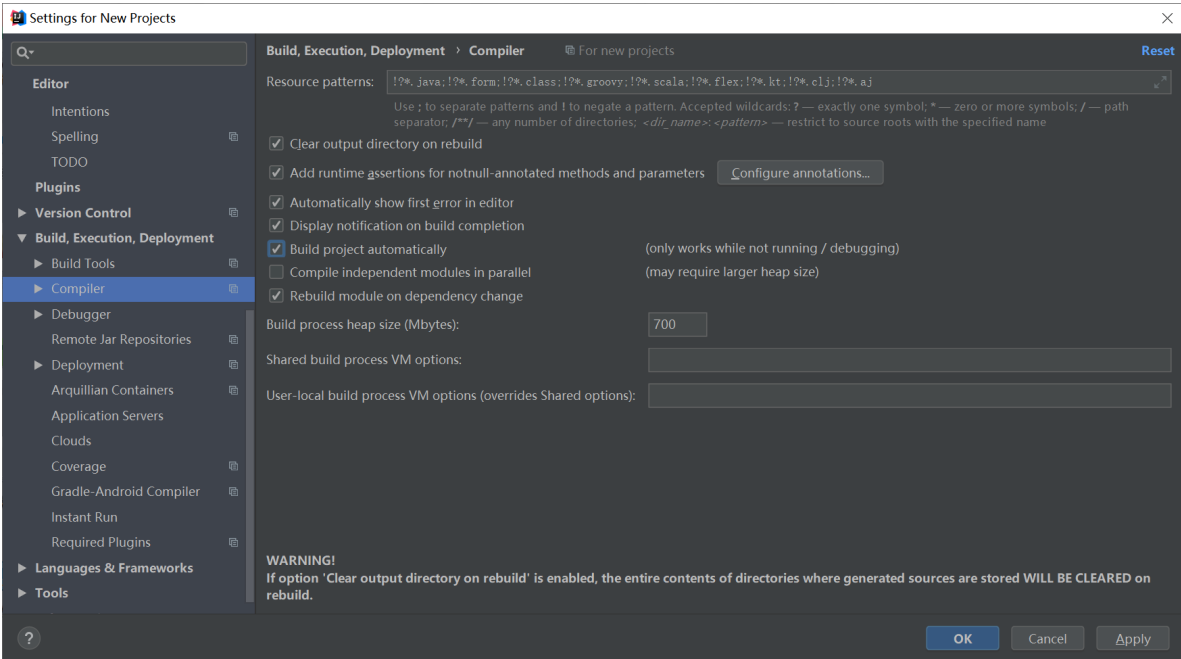 Settings for New Projects
Editor
Intentions
Spelling
TODO
Plugins
Version Control
Build, Execution, Deployment
Build Tools
Compiler
Debugger
Remote Jar Repositories
Deployment
Arquillian Containers
Application Servers
Clouds
Coverage
Gradle-Android Compiler
Instant Run
Required Plugins
Languages & Frameworks
Tools
Build, Execution, Deployment › Compiler For new projects Reset
Resource patterns: !?*.java;!?*.form;!?*.class;!?*.groovy;!?*.scala;!?*.flex;!?*.kt;!?*.clj;!?*.aj
Use ; to separate patterns and ! to negate a pattern. Accepted wildcards: ? — exactly one symbol; * — zero or more symbols; / — path
separator; /**/ — any number of directories; <dir_name>:<pattern> — restrict to source roots with the specified name
Clear output directory on rebuild
Add runtime assertions for notnull-annotated methods and parameters Configure annotations...
Automatically show first error in editor
Display notification on build completion
Build project automatically (only works while not running / debugging)
Compile independent modules in parallel (may require larger heap size)
Rebuild module on dependency change
Build process heap size (Mbytes): 700
Shared build process VM options:
User-local build process VM options (overrides Shared options):
WARNING!
If option 'Clear output directory on rebuild' is enabled, the entire contents of directories where generated sources are stored WILL BE CLEARED on
rebuild.
? OK Cancel Apply